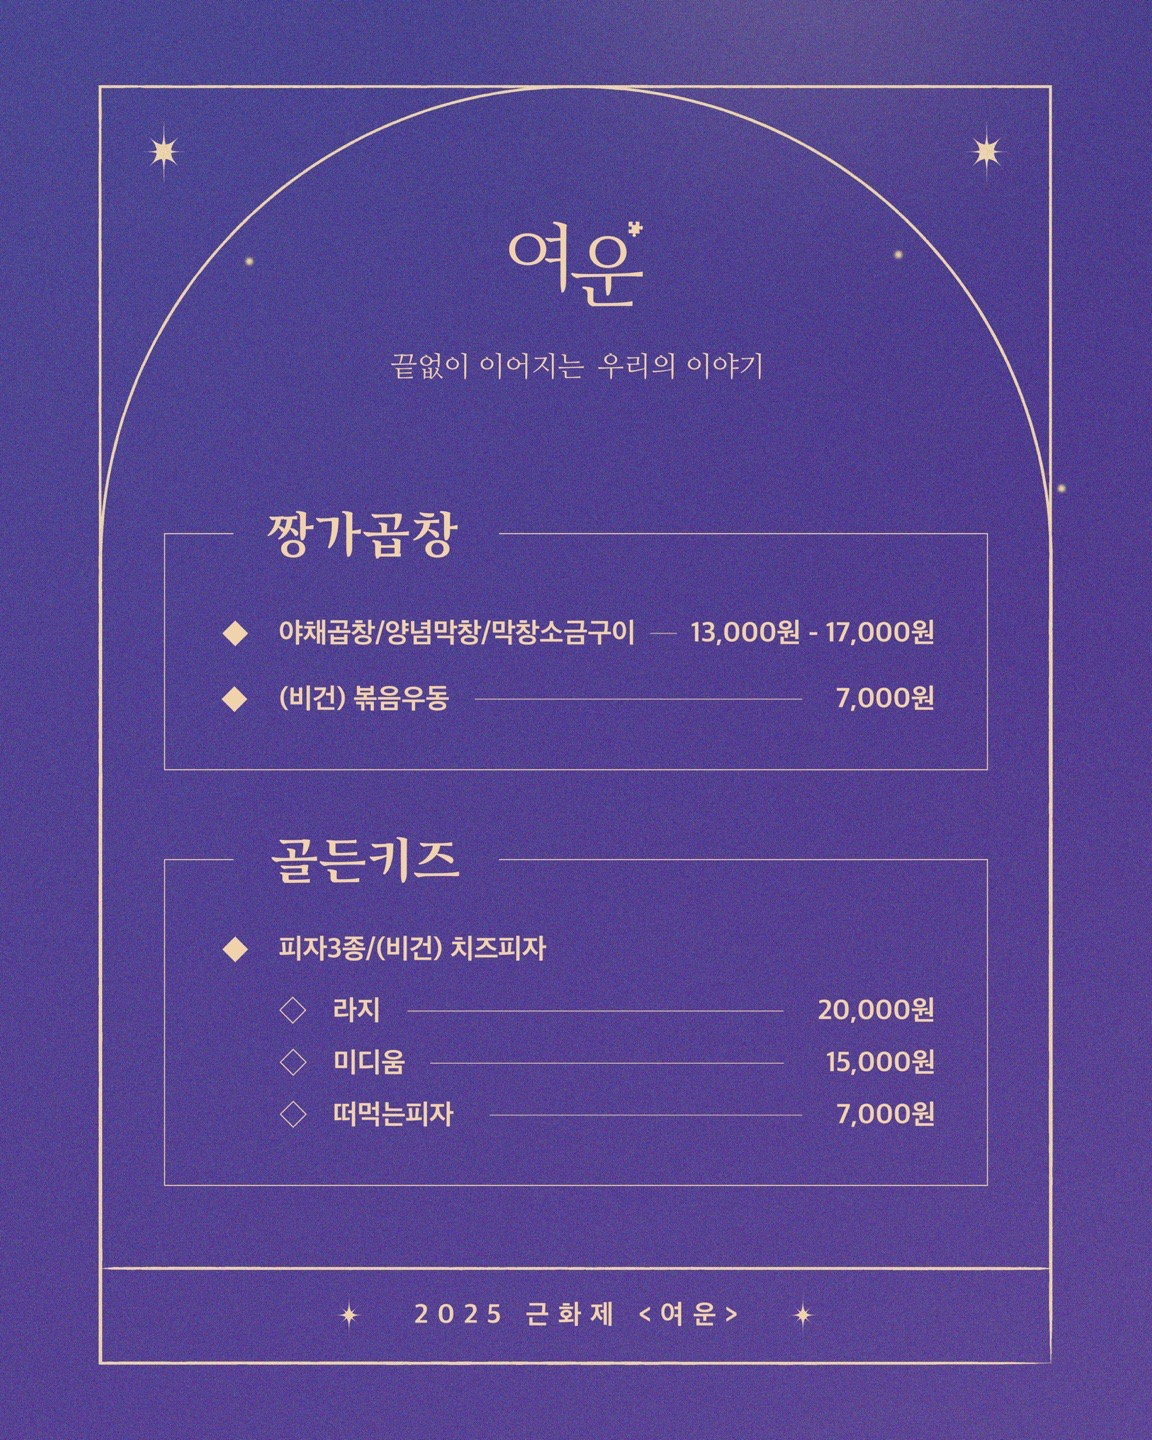 여운
끝없이 이어지는 우리의 이야기
짱가곱창
야채곱창/양념막창/막창소금구이 13,000원 - 17,000원
(비건) 볶음우동 7,000원
골든키즈
피자3종/(비건) 치즈피자
라지 20,000원
미디움 15,000원
떠먹는피자 7,000원
2025 근화제 <여운>